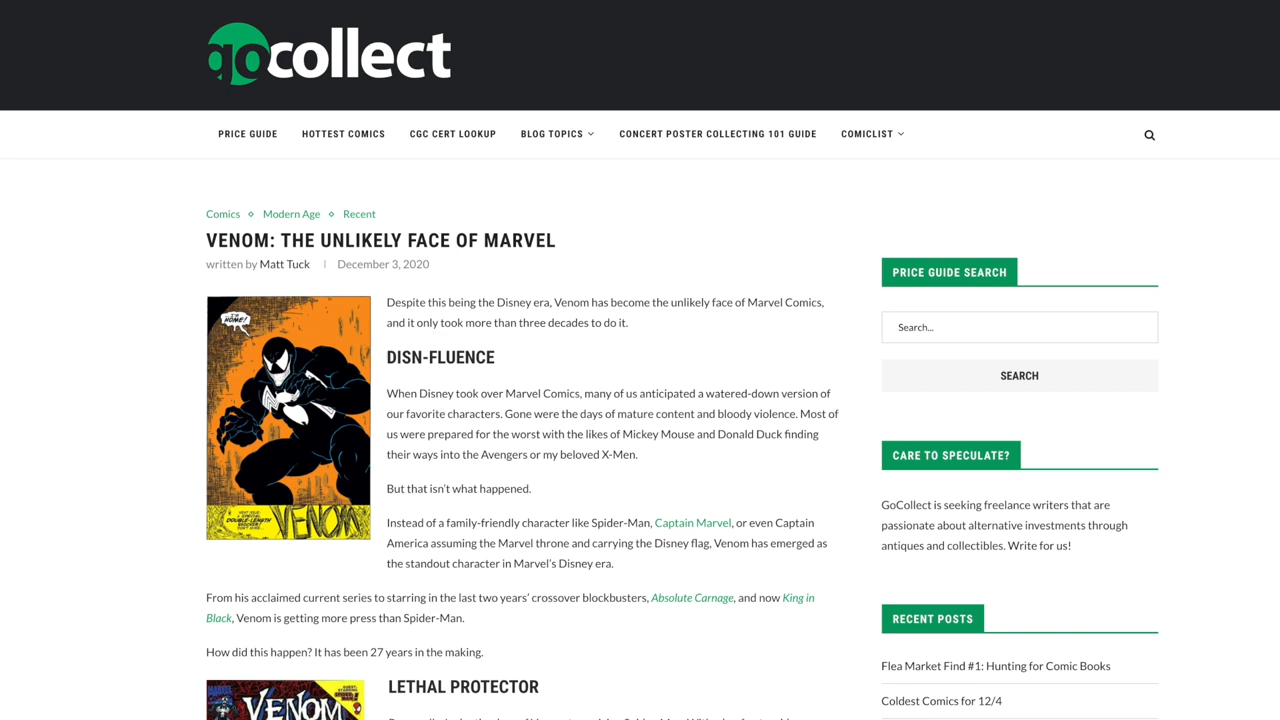 gocollect
PRICE GUIDE
HOTTEST COMICS
CGC CERT LOOKUP
BLOG TOPICS
CONCERT POSTER COLLECTING 101 GUIDE
COMICLIST
Comics
Modern Age
Recent
VENOM: THE UNLIKELY FACE OF MARVEL
written by Matt Tuck
December 3, 2020
HOME!
DOUBLE-LENGTH
VENOM
Despite this being the Disney era, Venom has become the unlikely face of Marvel Comics,
and it only took more than three decades to do it.
DISN-FLUENCE
When Disney took over Marvel Comics, many of us anticipated a watered-down version of
our favorite characters. Gone were the days of mature content and bloody violence. Most of
us were prepared for the worst with the likes of Mickey Mouse and Donald Duck finding
their ways into the Avengers or my beloved X-Men.
But that isn't what happened.
Instead of a family-friendly character like Spider-Man, Captain Marvel, or even Captain
America assuming the Marvel throne and carrying the Disney flag, Venom has emerged as
the standout character in Marvel's Disney era.
From his acclaimed current series to starring in the last two years' crossover blockbusters, Absolute Carnage, and now King in
Black, Venom is getting more press than Spider-Man.
How did this happen? It has been 27 years in the making.
MARVEL
VENOM
LETHAL PROTECTOR
PRICE GUIDE SEARCH
Search...
SEARCH
CARE TO SPECULATE?
GoCollect is seeking freelance writers that are
passionate about alternative investments through
antiques and collectibles. Write for us!
RECENT POSTS
Flea Market Find #1: Hunting for Comic Books
Coldest Comics for 12/4